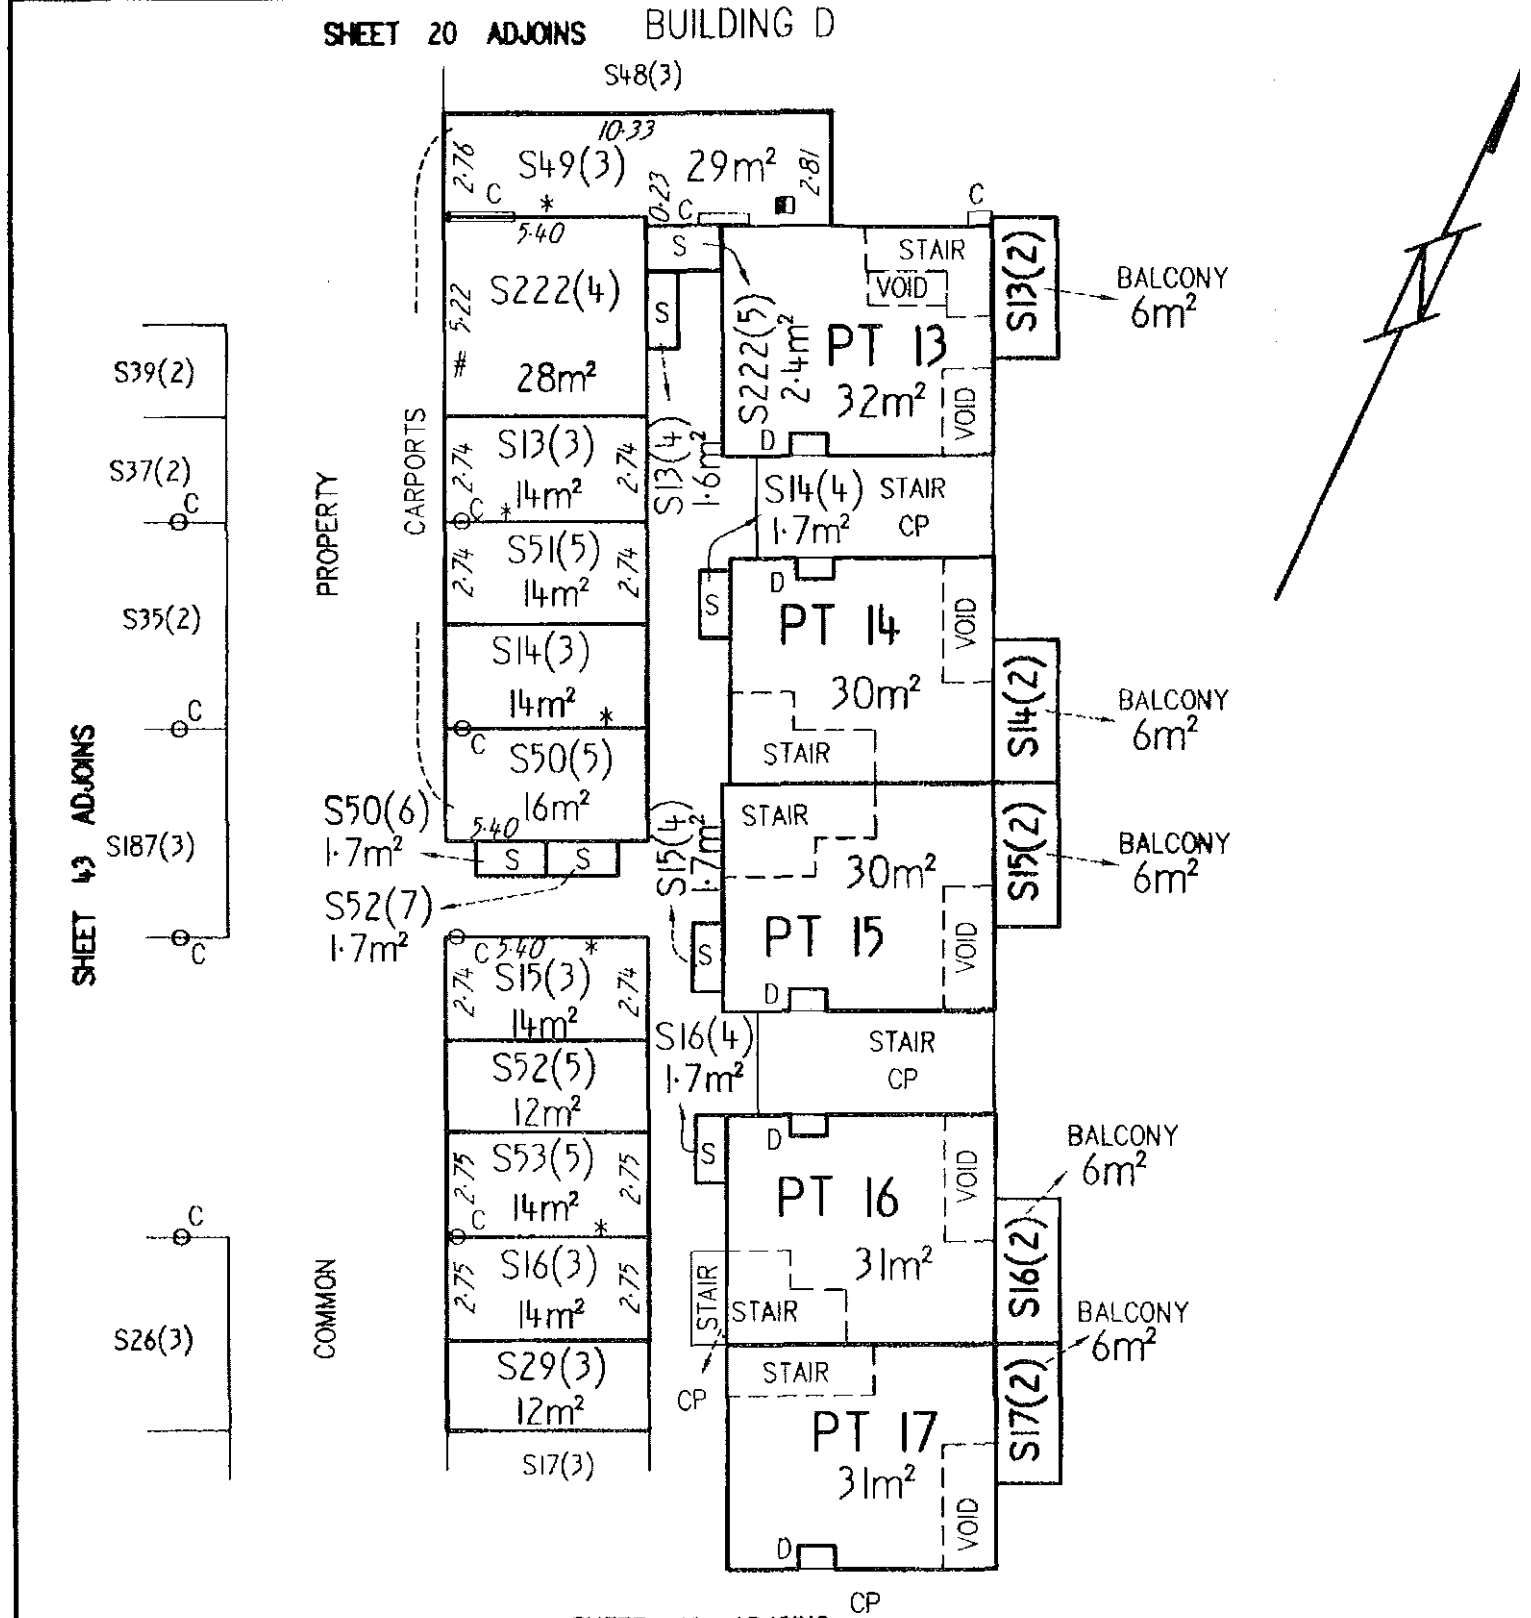 SHEET 20 ADJOINS
BUILDING D
S48(3)
10.33
2.76
S49(3)
29m²
2.81
C
*
0.23
C
C
5.40
S
STAIR
S222(4)
VOID
S13(2)
BALCONY
6m²
5.22
S
#
28m²
S222(5)
2.4m²
PT 13
32m²
VOID
D
S39(2)
CARPORTS
S13(3)
2.74
2.74
14m²
S13(4)
1.6m²
S37(2)
C
PROPERTY
C
*
S14(4)
1.7m²
STAIR
CP
S51(5)
2.74
2.74
14m²
D
S
VOID
S35(2)
PT 14
S14(3)
14m²
*
30m²
S14(2)
BALCONY
6m²
C
C
SHEET 43 ADJOINS
STAIR
S50(5)
16m²
S50(6)
1.7m²
5.40
S
S
S15(4)
1.7m²
STAIR
30m²
S15(2)
BALCONY
6m²
S187(3)
S52(7)
1.7m²
PT 15
VOID
C
C
5.40
*
S
S15(3)
2.74
2.74
14m²
D
S16(4)
1.7m²
STAIR
CP
S52(5)
12m²
D
S
VOID
BALCONY
6m²
S53(5)
2.75
2.75
14m²
PT 16
C
C
*
S16(3)
2.75
2.75
14m²
31m²
S16(2)
COMMON
STAIR
STAIR
BALCONY
6m²
S26(3)
S29(3)
12m²
STAIR
CP
S17(2)
PT 17
31m²
S17(3)
VOID
D
CP